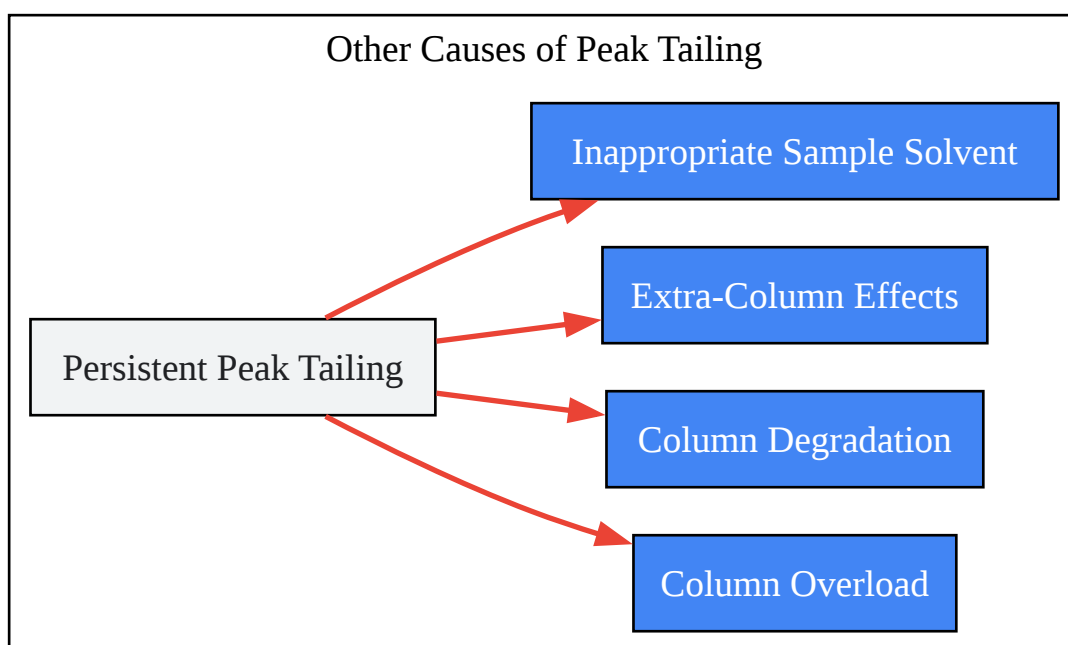 Other Causes of Peak Tailing
Inappropriate Sample Solvent
Extra-Column Effects
Persistent Peak Tailing
Column Degradation
Column Overload